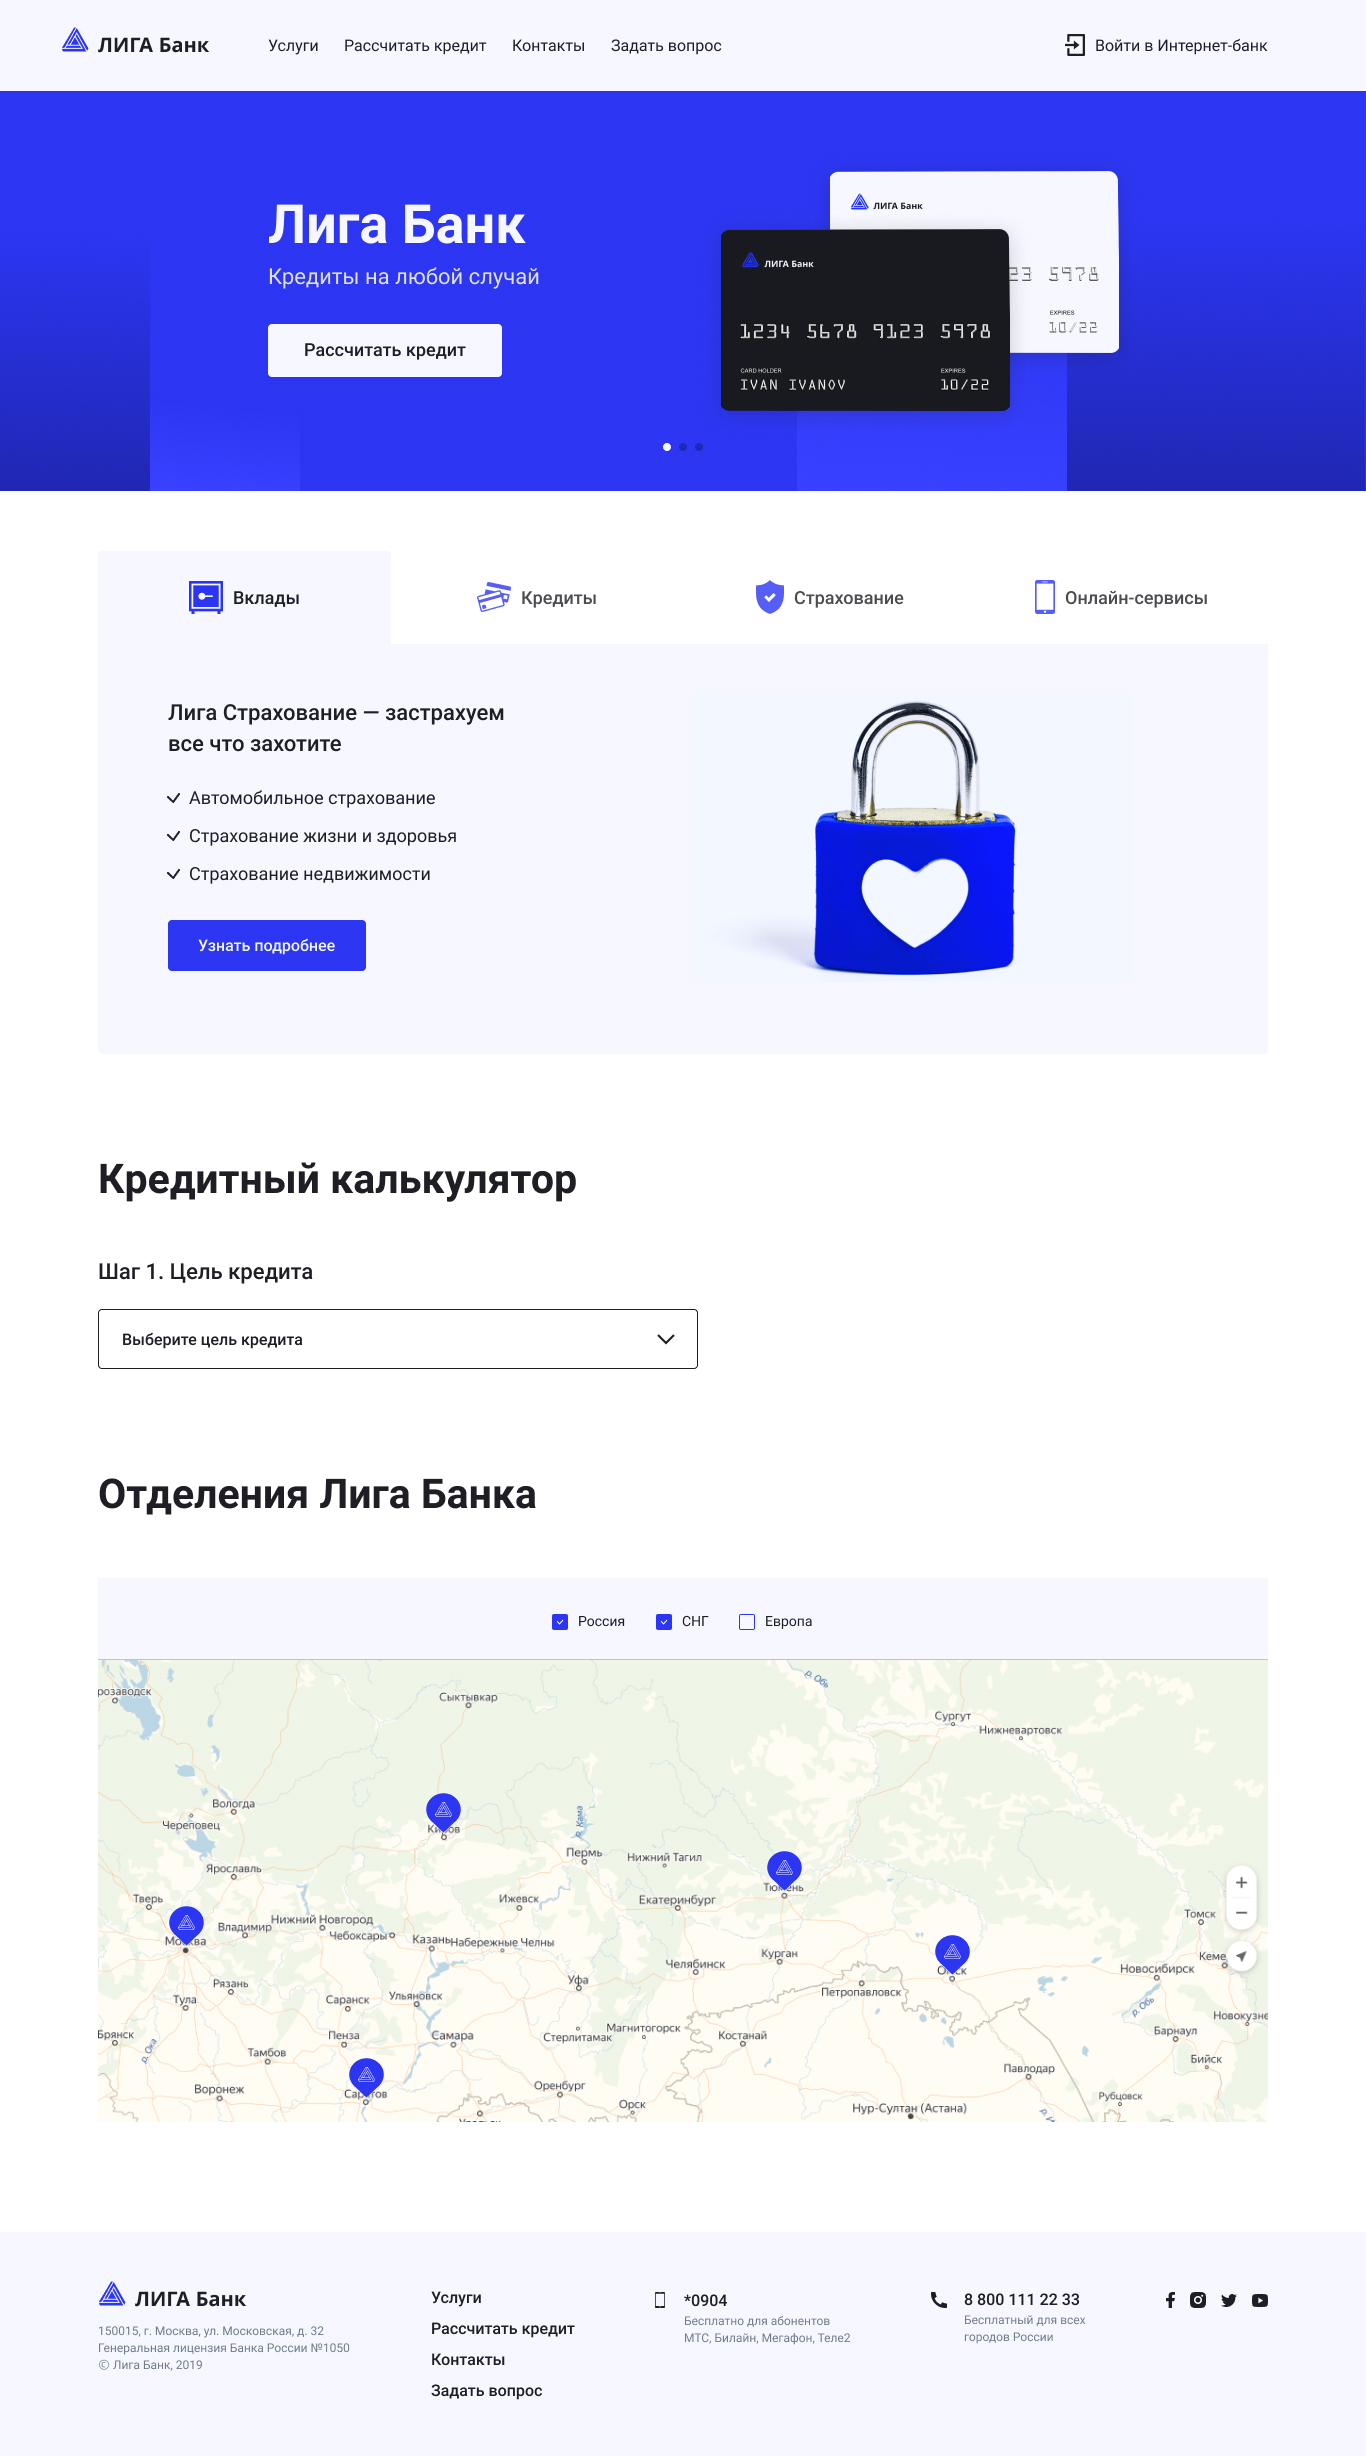 ЛИГА Банк
Услуги
Рассчитать кредит
Контакты
Задать вопрос
Войти в Интернет-банк
Лига Банк
Кредиты на любой случай
Рассчитать кредит
ЛИГА Банк
23 5978
EXPIRES
10/22
ЛИГА Банк
1234 5678 9123 5978
CARD HOLDER
EXPIRES
IVAN IVANOV
10/22
Вклады
Кредиты
Страхование
Онлайн-сервисы
Лига Страхование — застрахуем
все что захотите
Автомобильное страхование
Страхование жизни и здоровья
Страхование недвижимости
Узнать подробнее
Кредитный калькулятор
Шаг 1. Цель кредита
Выберите цель кредита
Отделения Лига Банка
Россия
СНГ
Европа
р. Обь
розаводск
Сыктывкар
Сургут
Нижневартовск
Вологда
Череповец
р. Кама
Пермь
Нижний Тагил
Ярославль
Тверь
Ижевск
Екатеринбург
Томск
Владимир
Нижний Новгород
Чебоксары
Казань
Набережные Челны
Курган
Челябинск
Кеме
Новосибирск
Рязань
Уфа
Петропавловск
Тула
Саранск
Ульяновск
р. Обь
Новокузне
Брянск
р. Ока
Пенза
Самара
Стерлитамак
Магнитогорск
Костанай
Барнаул
Тамбов
Бийск
Павлодар
Воронеж
Оренбург
Орск
Рубцовск
Нур-Султан (Астана)
ЛИГА Банк
150015, г. Москва, ул. Московская, д. 32
Генеральная лицензия Банка России №1050
© Лига Банк, 2019
Услуги
Рассчитать кредит
Контакты
Задать вопрос
*0904
Бесплатно для абонентов
МТС, Билайн, Мегафон, Теле2
8 800 111 22 33
Бесплатный для всех
городов России